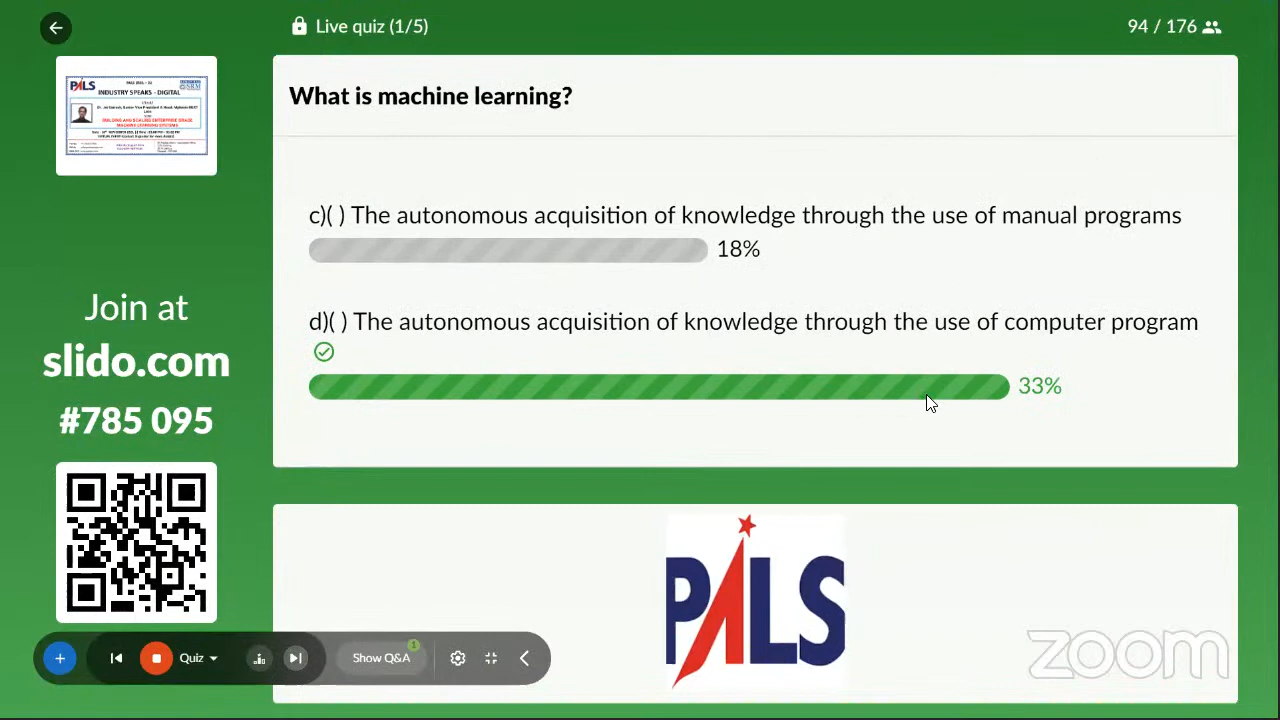 Live quiz (1/5)
94 / 176
PALS
INDUSTRY SPEAKS - DIGITAL
What is machine learning?
c)( ) The autonomous acquisition of knowledge through the use of manual programs
18%
d)( ) The autonomous acquisition of knowledge through the use of computer program
33%
Join at
slido.com
#785 095
PALS
Quiz
Show Q&A
1
zoom